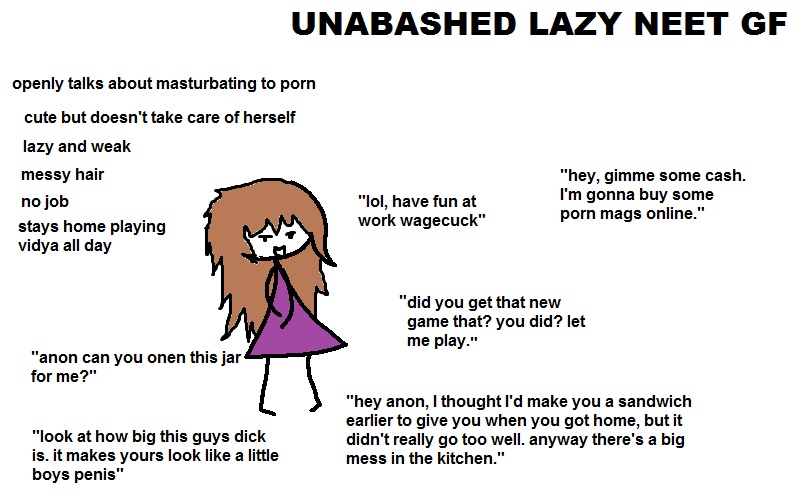 UNABASHED LAZY NEET GF
openly talks about masturbating to porn
cute but doesn't take care of herself
lazy and weak
messy hair
no job
stays home playing
vidya all day
"lol, have fun at
work wagecuck"
"hey, gimme some cash.
I'm gonna buy some
porn mags online."
"did you get that new
game that? you did? let
me play."
"anon can you onen this jar
for me?"
"hey anon, I thought I'd make you a sandwich
earlier to give you when you got home, but it
didn't really go too well. anyway there's a big
mess in the kitchen."
"look at how big this guys dick
is. it makes yours look like a little
boys penis"